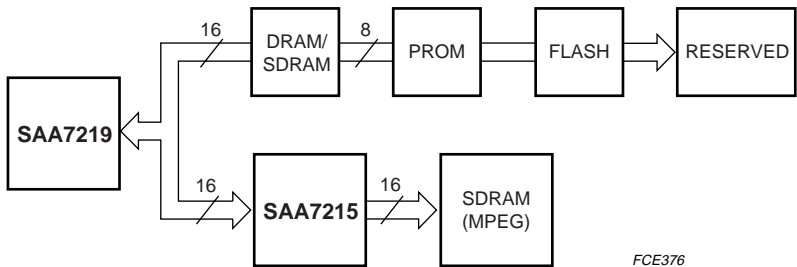 16
DRAM/
SDRAM
8
PROM
FLASH
RESERVED
SAA7219
16
SAA7215
16
SDRAM
(MPEG)
FCE376